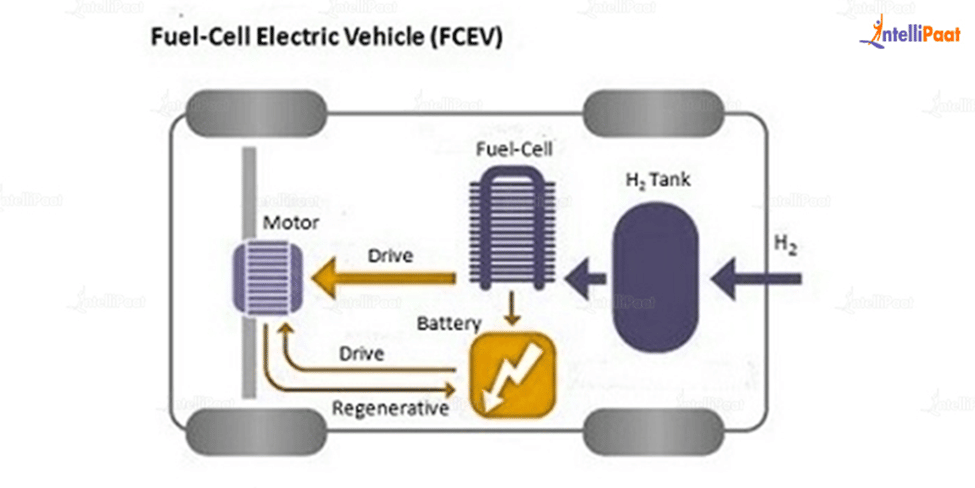 Fuel-Cell Electric Vehicle (FCEV)
IntelliPaat
Fuel-Cell
H₂ Tank
Motor
H₂
Drive
Battery
Drive
Regenerative